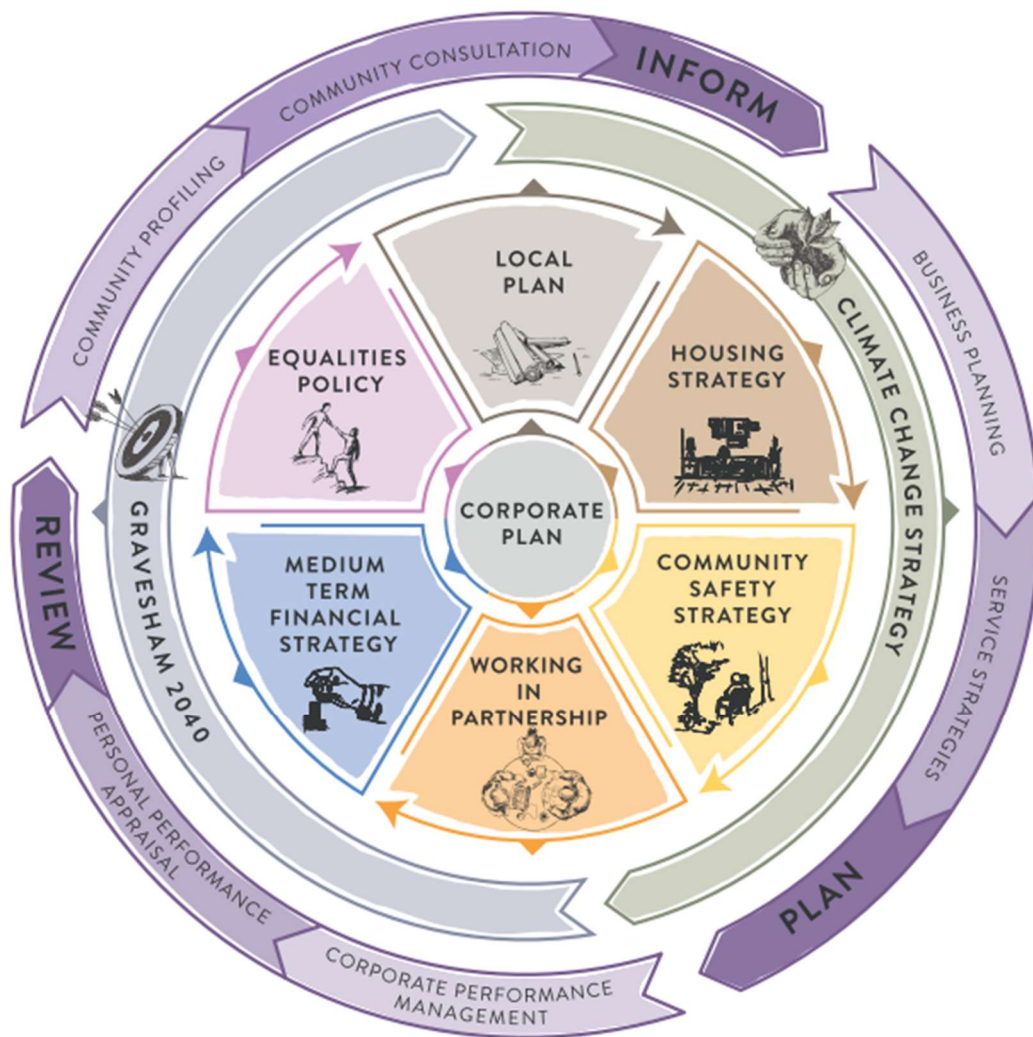 COMMUNITY PROFILING
COMMUNITY CONSULTATION
INFORM
BUSINESS PLANNING
SERVICE STRATEGIES
PLAN
CORPORATE PERFORMANCE
MANAGEMENT
PERSONAL PERFORMANCE
APPRAISAL
REVIEW
GRAVESHAM 2040
CLIMATE CHANGE STRATEGY
LOCAL
PLAN
HOUSING
STRATEGY
COMMUNITY
SAFETY
STRATEGY
WORKING
IN
PARTNERSHIP
MEDIUM
TERM
FINANCIAL
STRATEGY
EQUALITIES
POLICY
CORPORATE
PLAN